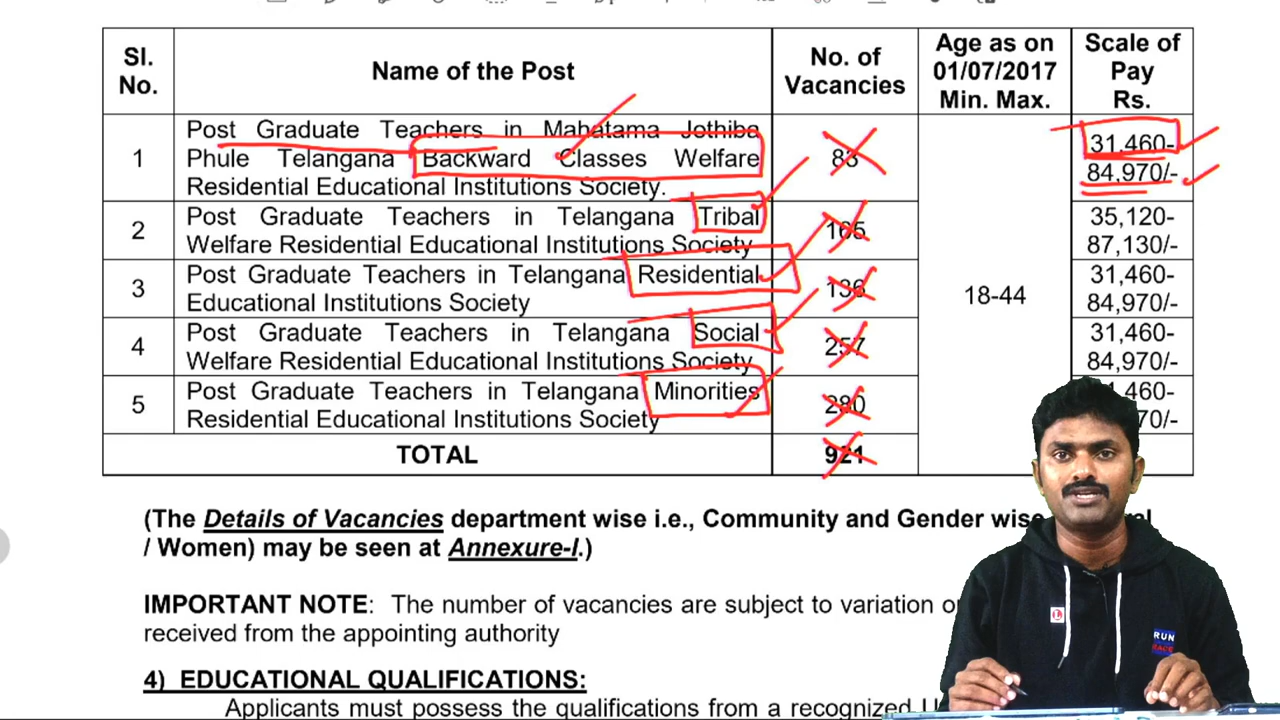 Sl. No.
Name of the Post
No. of Vacancies
Age as on 01/07/2017 Min. Max.
Scale of Pay Rs.
1
Post Graduate Teachers in Mahatama Jothiba
Phule Telangana Backward Classes Welfare
Residential Educational Institutions Society.
83
18-44
31,460-
84,970/-
2
Post Graduate Teachers in Telangana Tribal
Welfare Residential Educational Institutions Society
165
35,120-
87,130/-
3
Post Graduate Teachers in Telangana Residential
Educational Institutions Society
136
31,460-
84,970/-
4
Post Graduate Teachers in Telangana Social
Welfare Residential Educational Institutions Society
257
31,460-
84,970/-
5
Post Graduate Teachers in Telangana Minorities
Residential Educational Institutions Society
280
TOTAL
921
(The Details of Vacancies department wise i.e., Community and Gender wise
/ Women) may be seen at Annexure-I.)
IMPORTANT NOTE: The number of vacancies are subject to variation
received from the appointing authority
4) EDUCATIONAL QUALIFICATIONS:
Applicants must possess the qualifications from a recognized
RUN